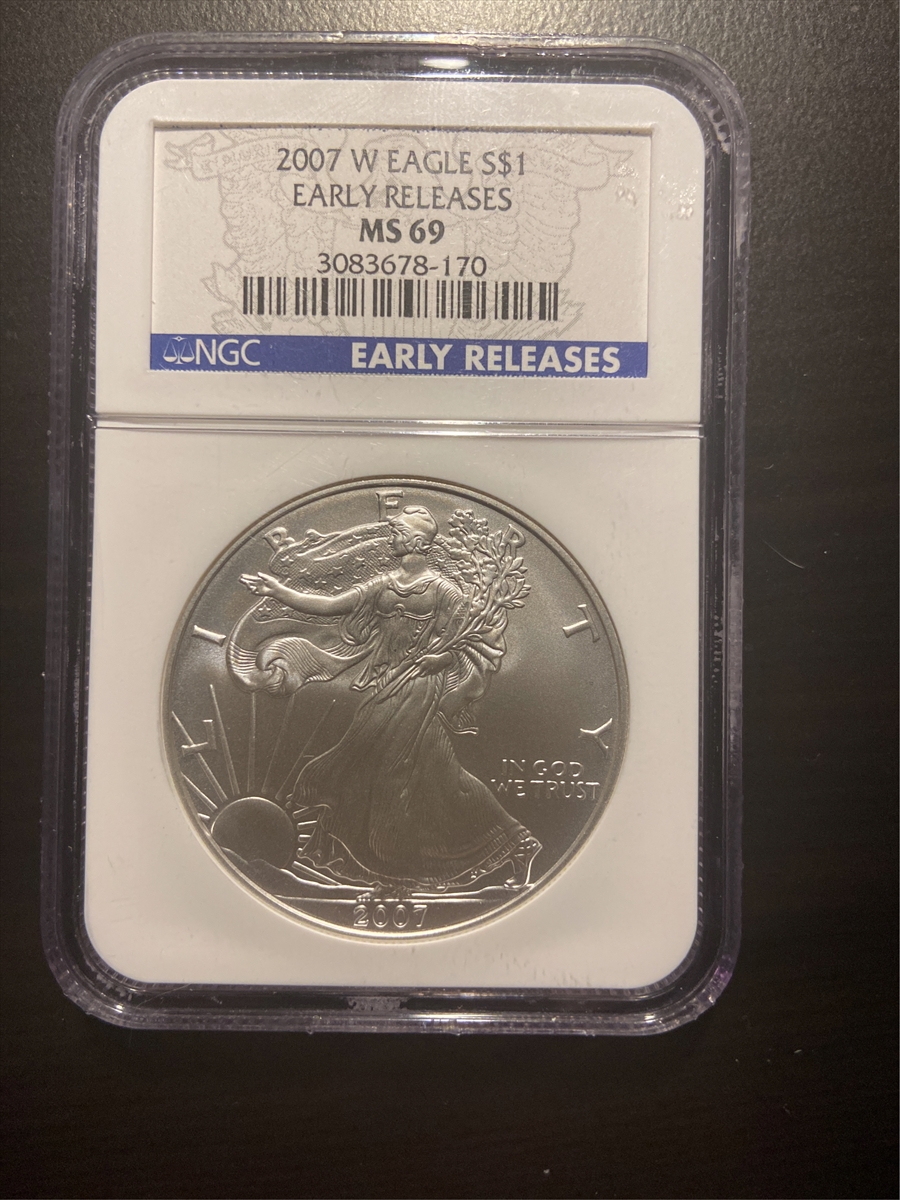 2007 W EAGLE S$1
EARLY RELEASES
MS 69
3083678-170
NGC
EARLY RELEASES
LIBERTY
IN GOD
WE TRUST
2007